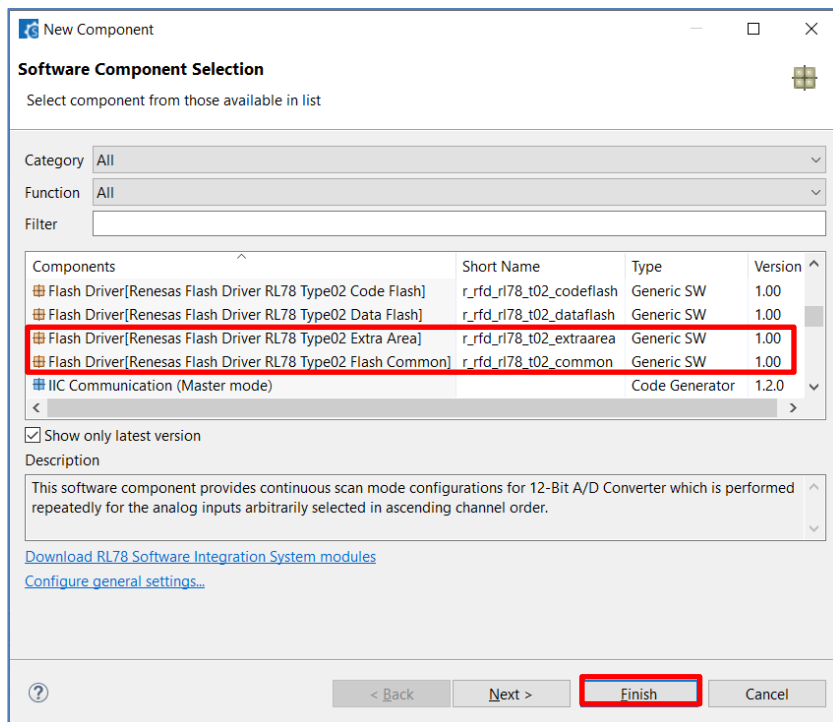 New Component
Software Component Selection
Select component from those available in list
Category All
Function All
Filter
Components Short Name Type Version
Flash Driver[Renesas Flash Driver RL78 Type02 Code Flash] r_rfd_rl78_t02_codeflash Generic SW 1.00
Flash Driver[Renesas Flash Driver RL78 Type02 Data Flash] r_rfd_rl78_t02_dataflash Generic SW 1.00
Flash Driver[Renesas Flash Driver RL78 Type02 Extra Area] r_rfd_rl78_t02_extraarea Generic SW 1.00
Flash Driver[Renesas Flash Driver RL78 Type02 Flash Common] r_rfd_rl78_t02_common Generic SW 1.00
IIC Communication (Master mode) Code Generator 1.2.0
Show only latest version
Description
This software component provides continuous scan mode configurations for 12-Bit A/D Converter which is performed
repeatedly for the analog inputs arbitrarily selected in ascending channel order.
Download RL78 Software Integration System modules
Configure general settings...
? < Back Next > Finish Cancel